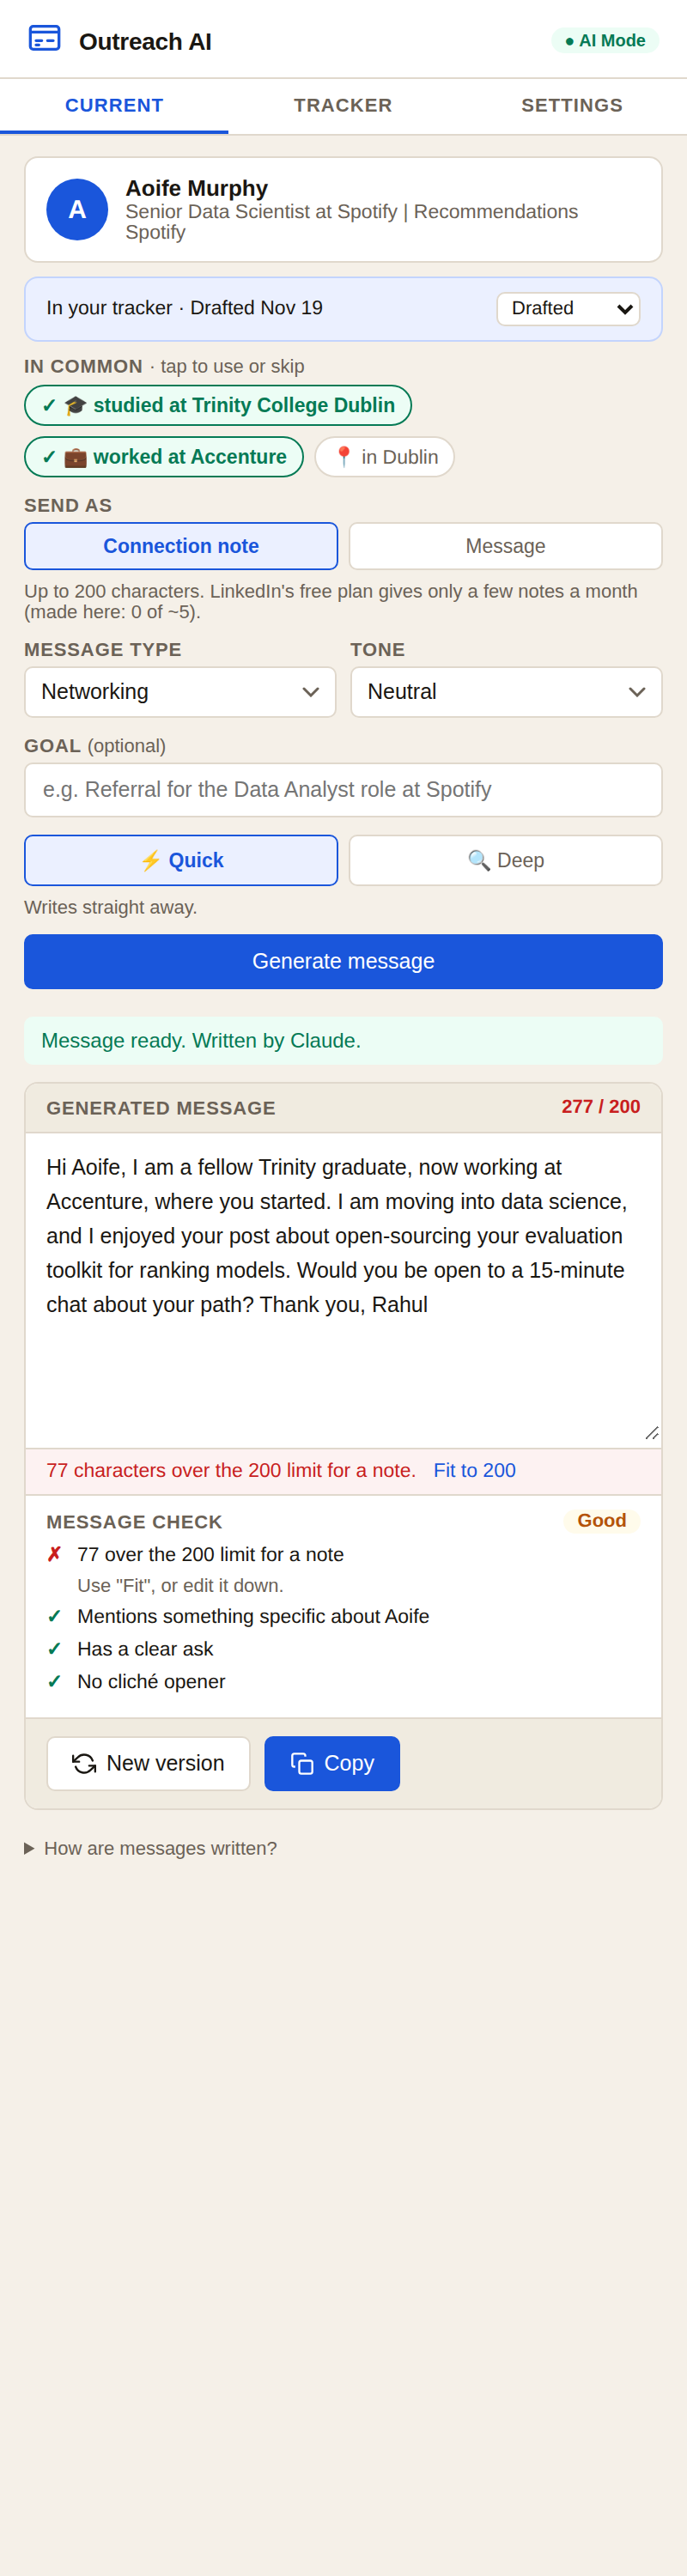 Outreach AI
● AI Mode
CURRENT
TRACKER
SETTINGS
A
Aoife Murphy
Senior Data Scientist at Spotify | Recommendations
Spotify
In your tracker · Drafted Nov 19
Drafted
IN COMMON · tap to use or skip
✓ 🎓 studied at Trinity College Dublin
✓ 💼 worked at Accenture
📍 in Dublin
SEND AS
Connection note
Message
Up to 200 characters. LinkedIn's free plan gives only a few notes a month
(made here: 0 of ~5).
MESSAGE TYPE
TONE
Networking
Neutral
GOAL (optional)
e.g. Referral for the Data Analyst role at Spotify
⚡ Quick
🔍 Deep
Writes straight away.
Generate message
Message ready. Written by Claude.
GENERATED MESSAGE
277 / 200
Hi Aoife, I am a fellow Trinity graduate, now working at
Accenture, where you started. I am moving into data science,
and I enjoyed your post about open-sourcing your evaluation
toolkit for ranking models. Would you be open to a 15-minute
chat about your path? Thank you, Rahul
77 characters over the 200 limit for a note. Fit to 200
MESSAGE CHECK
Good
✗ 77 over the 200 limit for a note
Use "Fit", or edit it down.
✓ Mentions something specific about Aoife
✓ Has a clear ask
✓ No cliché opener
New version
Copy
▶ How are messages written?